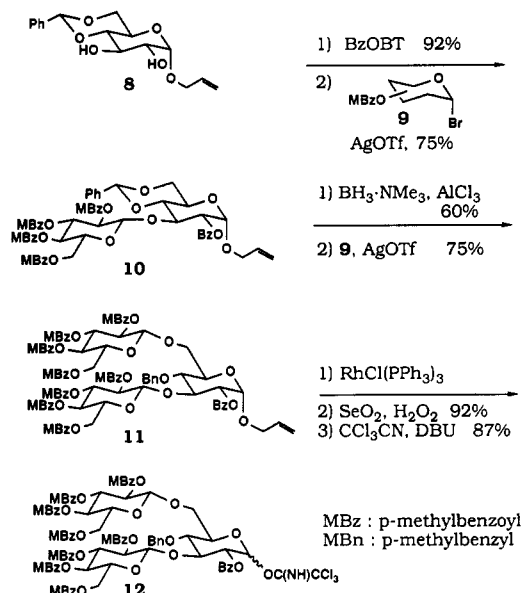 Ph O O O
HO HO O
8
1) BzOBT 92%
2) O
MBzO 9 Br
AgOTf, 75%
Ph O O O
MBzO MBzO MBzO O O BzO O
MBzO
10
1) BH3·NMe3, AlCl3
60%
2) 9, AgOTf 75%
MBzO
MBzO MBzO O O
MBzO MBzO BnO O
MBzO MBzO O O BzO O
MBzO
11
1) RhCl(PPh3)3
2) SeO2, H2O2 92%
3) CCl3CN, DBU 87%
MBzO
MBzO MBzO O O
MBzO MBzO BnO O
MBzO MBzO O O BzO OC(NH)CCl3
MBzO
12
MBz : p-methylbenzoyl
MBn : p-methylbenzyl